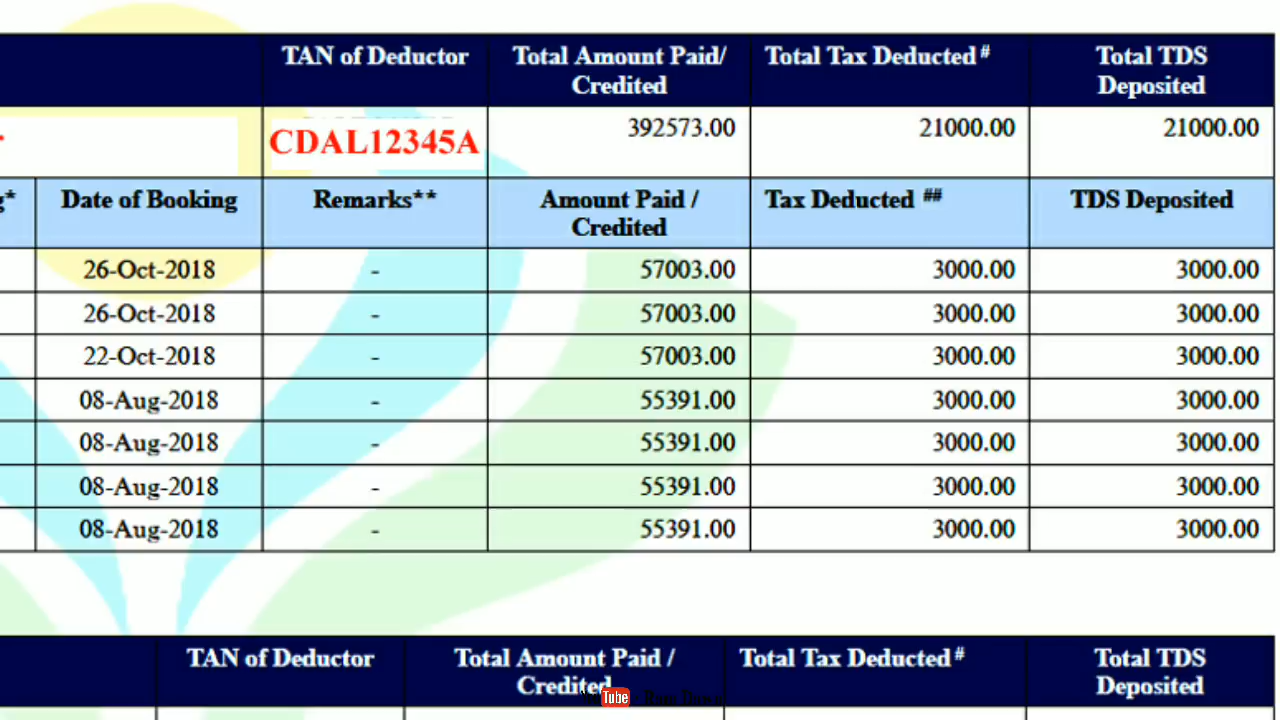 TAN of Deductor Total Amount Paid/ Credited Total Tax Deducted # Total TDS Deposited
CDAL12345A 392573.00 21000.00 21000.00
g* Date of Booking Remarks** Amount Paid / Credited Tax Deducted ## TDS Deposited
26-Oct-2018 - 57003.00 3000.00 3000.00
26-Oct-2018 - 57003.00 3000.00 3000.00
22-Oct-2018 - 57003.00 3000.00 3000.00
08-Aug-2018 - 55391.00 3000.00 3000.00
08-Aug-2018 - 55391.00 3000.00 3000.00
08-Aug-2018 - 55391.00 3000.00 3000.00
08-Aug-2018 - 55391.00 3000.00 3000.00
TAN of Deductor Total Amount Paid / Credited Total Tax Deducted # Total TDS Deposited
Tube